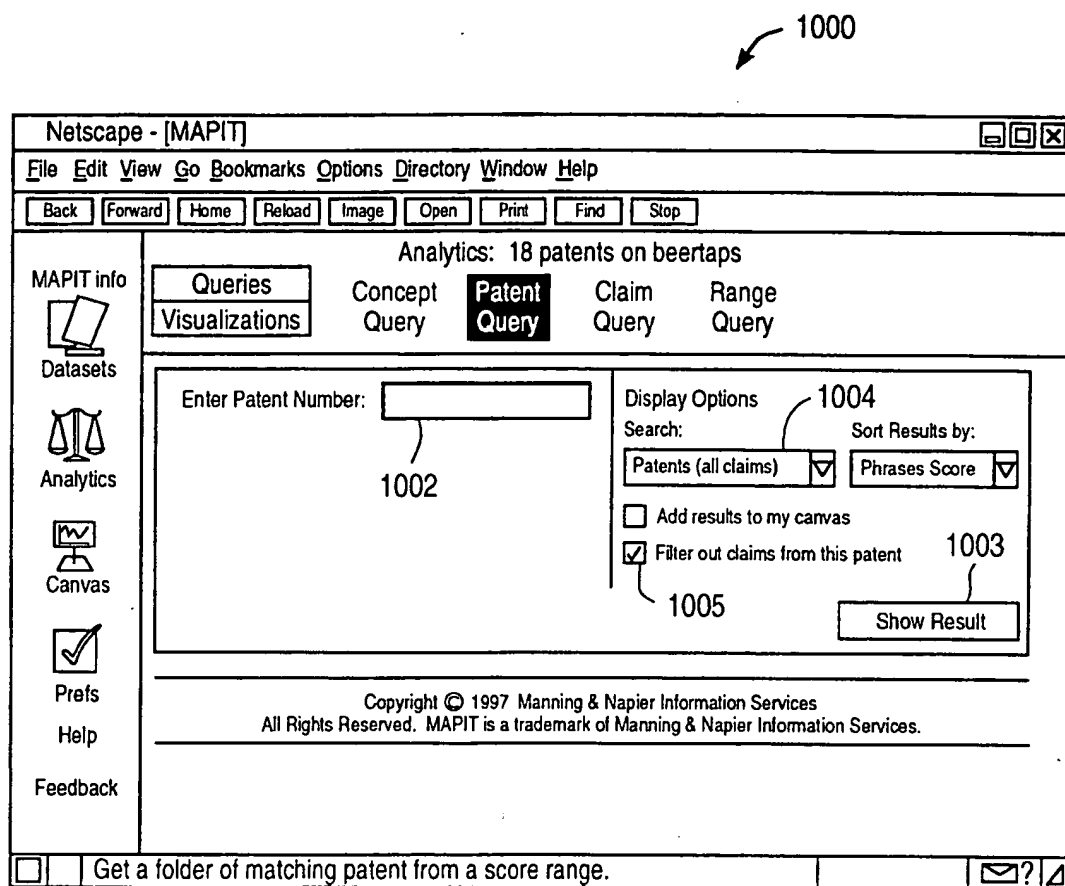 1000
Netscape - [MAPIT]
File Edit View Go Bookmarks Options Directory Window Help
Back Forward Home Reload Image Open Print Find Stop
MAPIT info
Datasets
Analytics
Canvas
Prefs
Help
Feedback
Analytics: 18 patents on beertaps
Queries
Visualizations
Concept
Query
Patent
Query
Claim
Query
Range
Query
Enter Patent Number:
1002
Display Options
1004
Search:
Sort Results by:
Patents (all claims)
Phrases Score
Add results to my canvas
Filter out claims from this patent
1003
1005
Show Result
Copyright © 1997 Manning & Napier Information Services
All Rights Reserved. MAPIT is a trademark of Manning & Napier Information Services.
Get a folder of matching patent from a score range.
?